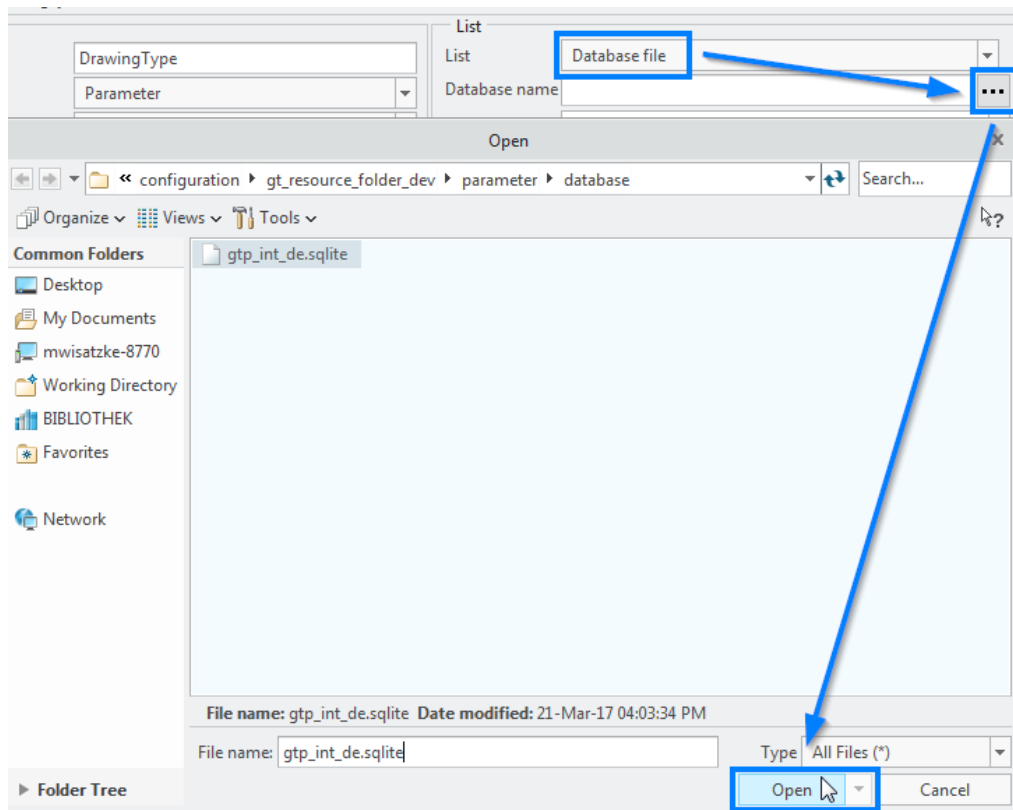 List
DrawingType
List
Database file
Parameter
Database name
...
Open
x
« configuration gt_resource_folder_dev parameter database
Search...
Organize Views Tools
?
Common Folders
gtp_int_de.sqlite
Desktop
My Documents
mwisatzke-8770
Working Directory
BIBLIOTHEK
Favorites
Network
File name: gtp_int_de.sqlite Date modified: 21-Mar-17 04:03:34 PM
File name: gtp_int_de.sqlite
Type All Files (*)
Folder Tree
Open
Cancel